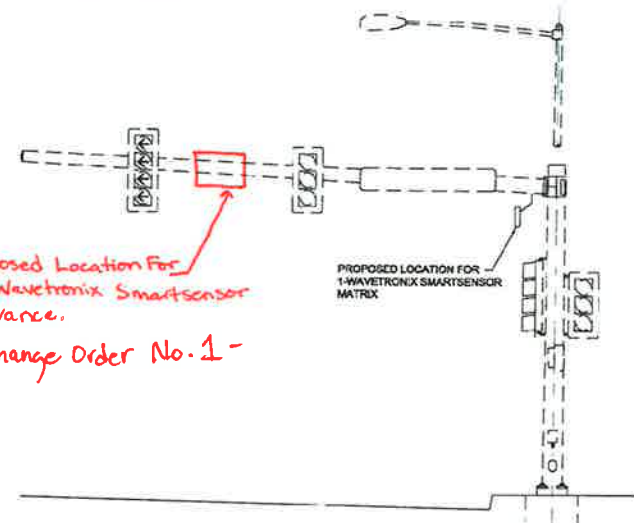 osed Location For
Wavetronix Smartsensor
vance.
hange Order No. 1 -
PROPOSED LOCATION FOR
1-WAVETRONIX SMARTSENSOR
MATRIX